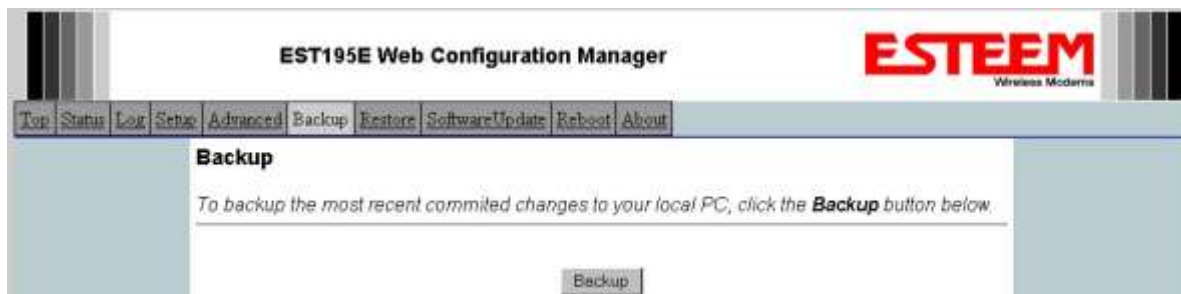 EST195E Web Configuration Manager
ESTEEM
Wireless Modems
Top Status Log Setup Advanced Backup Restore SoftwareUpdate Reboot About
Backup
To backup the most recent commited changes to your local PC, click the Backup button below.
Backup